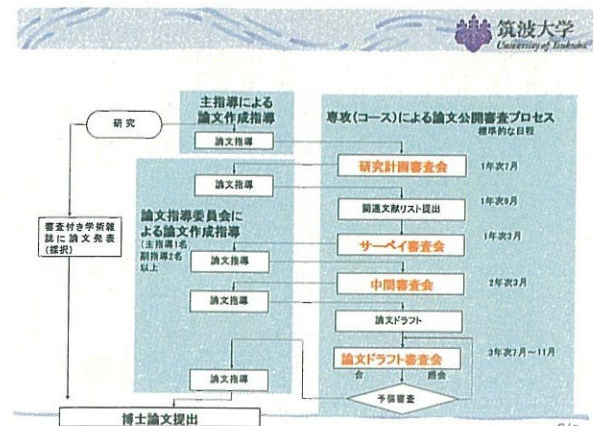 筑波大学
University of Tsukuba
主指導による
論文作成指導
研究
論文指導
専攻(コース)による論文公開審査プロセス
標準的な日程
研究計画審査会
1年次7月
論文指導
関連文献リスト提出
1年次9月
審査付き学術雑
誌に論文発表
(採択)
論文指導委員会に
よる論文作成指導
(主指導1名
副指導2名
以上
サーベイ審査会
1年次3月
論文指導
中間審査会
2年次3月
論文指導
論文ドラフト
論文ドラフト審査会
3年次7月~11月
合
論文指導
予備審査
博士論文提出